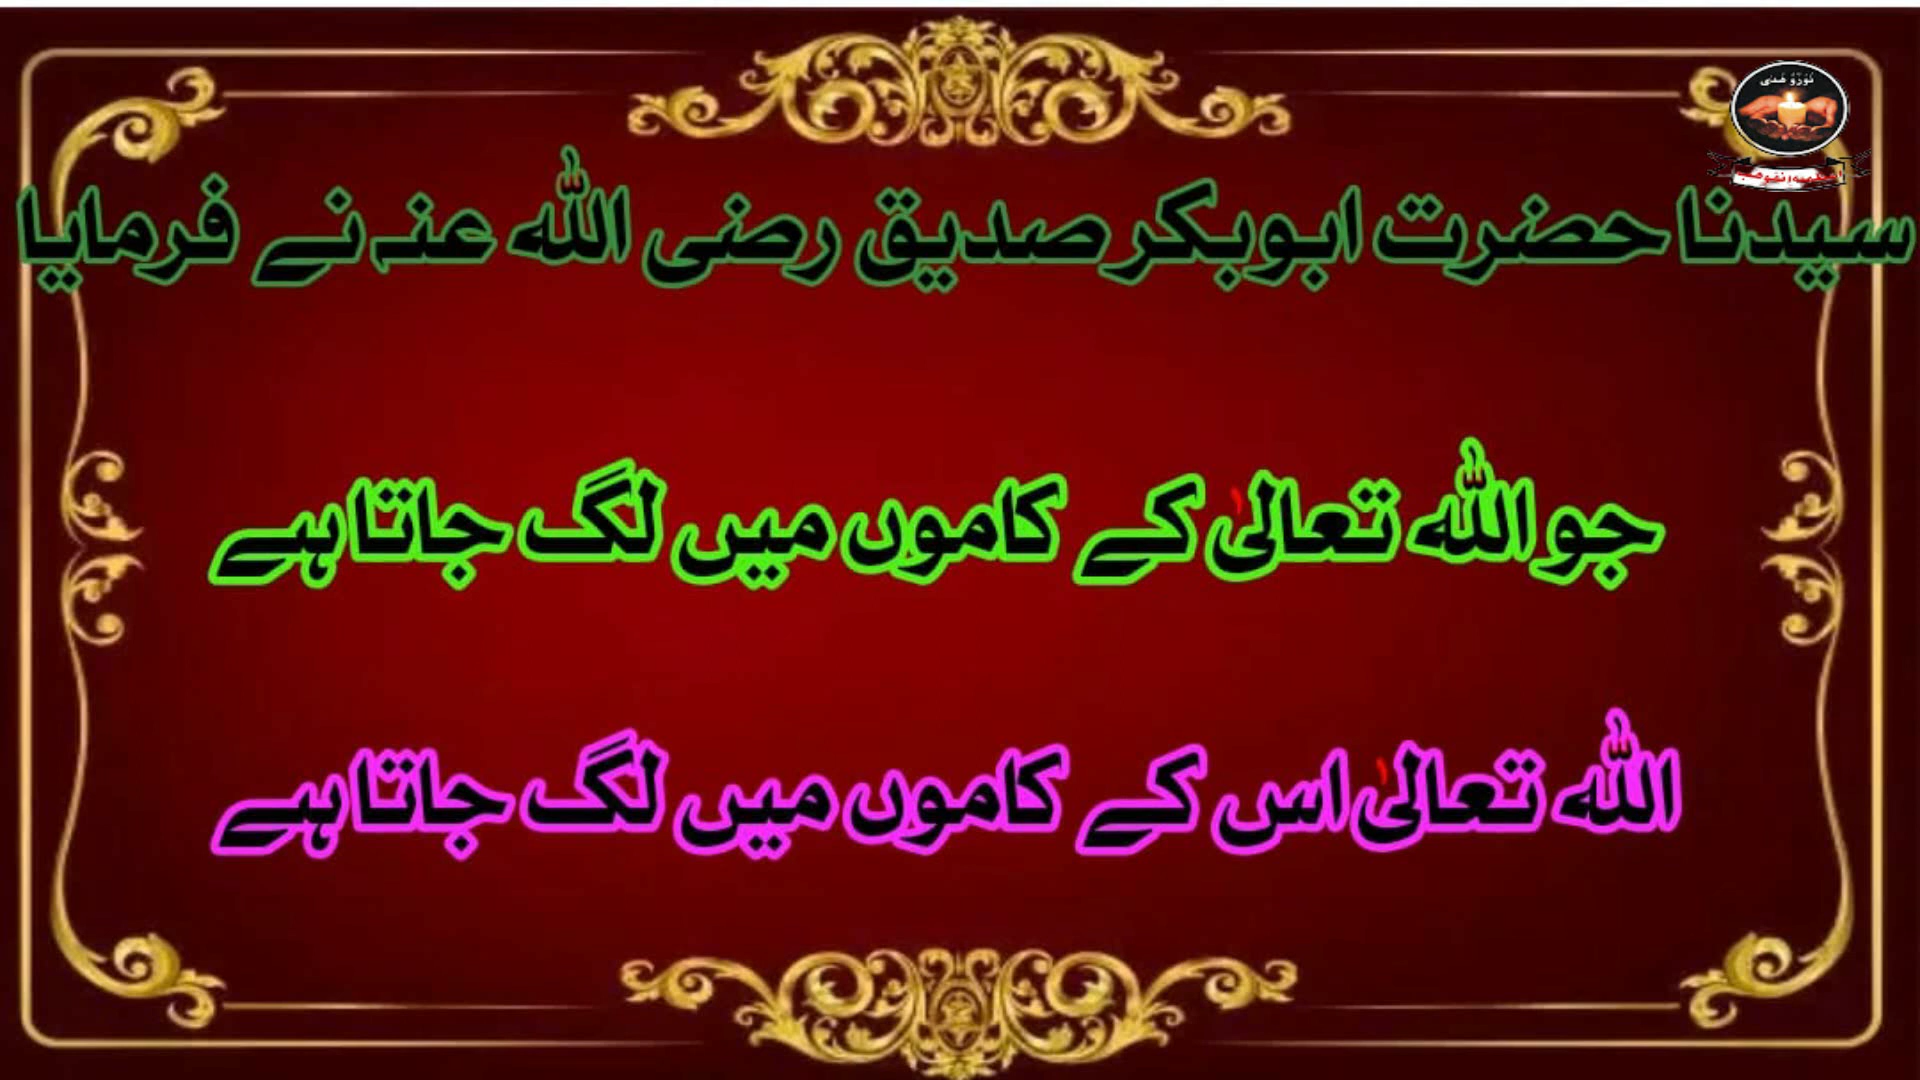 نُورٌ وَّ هُدًى
سیدنا حضرت ابوبکر صدیق رضی اللہ عنہ نے فرمایا
جو اللہ تعالیٰ کے کاموں میں لگ جاتا ہے
اللہ تعالیٰ اس کے کاموں میں لگ جاتا ہے